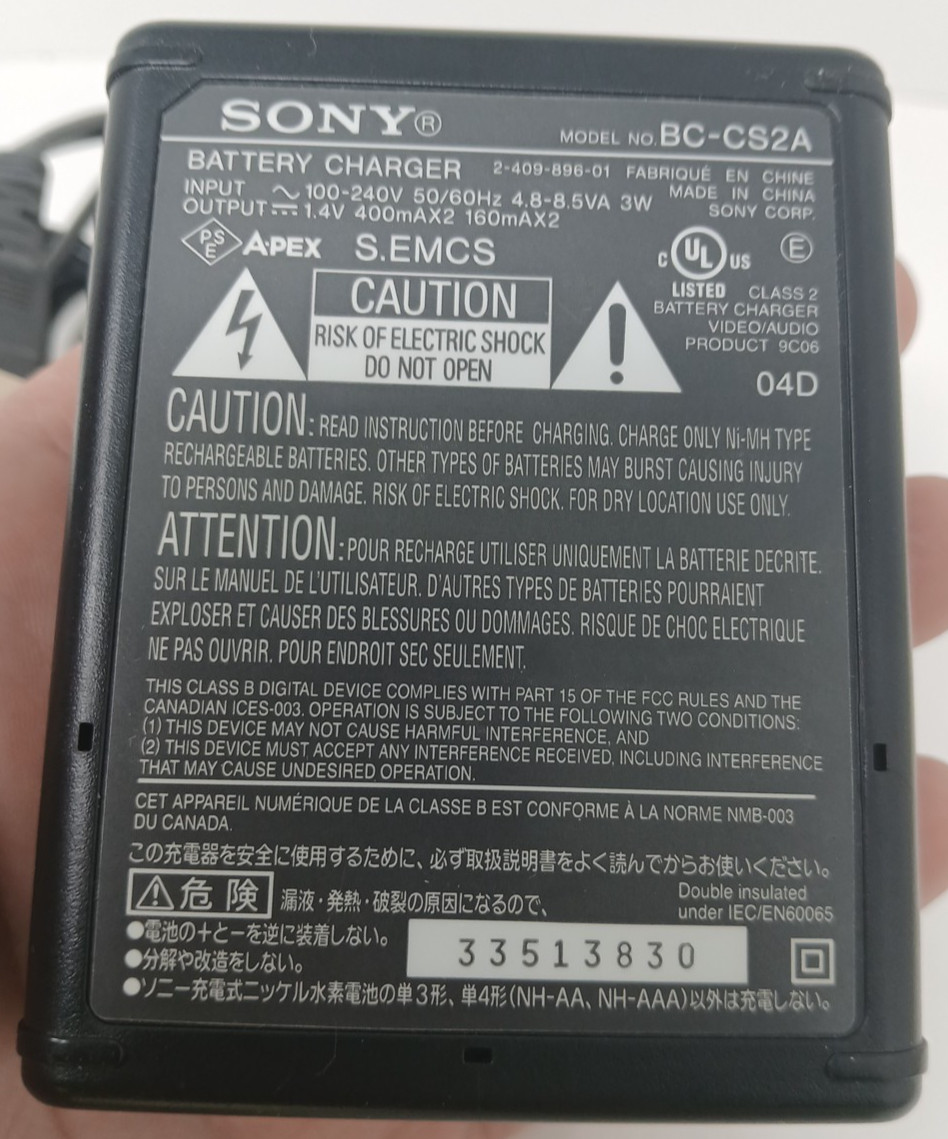 SONY®
MODEL NO. BC-CS2A
BATTERY CHARGER 2-409-896-01 FABRIQUÉ EN CHINE
INPUT ~ 100-240V 50/60Hz 4.8-8.5VA 3W MADE IN CHINA
OUTPUT ⎓ 1.4V 400mAX2 160mAX2 SONY CORP.
PSE APEX S.EMCS
C UL US E
LISTED CLASS 2
BATTERY CHARGER
VIDEO/AUDIO
PRODUCT 9C06
04D
CAUTION
RISK OF ELECTRIC SHOCK
DO NOT OPEN
CAUTION: READ INSTRUCTION BEFORE CHARGING. CHARGE ONLY Ni-MH TYPE
RECHARGEABLE BATTERIES. OTHER TYPES OF BATTERIES MAY BURST CAUSING INJURY
TO PERSONS AND DAMAGE. RISK OF ELECTRIC SHOCK. FOR DRY LOCATION USE ONLY.
ATTENTION: POUR RECHARGE UTILISER UNIQUEMENT LA BATTERIE DECRITE.
SUR LE MANUEL DE L'UTILISATEUR. D'AUTRES TYPES DE BATTERIES POURRAIENT
EXPLOSER ET CAUSER DES BLESSURES OU DOMMAGES. RISQUE DE CHOC ELECTRIQUE
NE PAS OUVRIR. POUR ENDROIT SEC SEULEMENT.
THIS CLASS B DIGITAL DEVICE COMPLIES WITH PART 15 OF THE FCC RULES AND THE
CANADIAN ICES-003. OPERATION IS SUBJECT TO THE FOLLOWING TWO CONDITIONS:
(1) THIS DEVICE MAY NOT CAUSE HARMFUL INTERFERENCE, AND
(2) THIS DEVICE MUST ACCEPT ANY INTERFERENCE RECEIVED, INCLUDING INTERFERENCE
THAT MAY CAUSE UNDESIRED OPERATION.
CET APPAREIL NUMÉRIQUE DE LA CLASSE B EST CONFORME À LA NORME NMB-003
DU CANADA.
この充電器を安全に使用するために、必ず取扱説明書をよく読んでからお使いください。
⚠危険 漏液・発熱・破裂の原因になるので、
Double insulated
under IEC/EN60065
●電池の＋と－を逆に装着しない。
●分解や改造をしない。
33513830
●ソニー充電式ニッケル水素電池の単3形、単4形(NH-AA, NH-AAA)以外は充電しない。